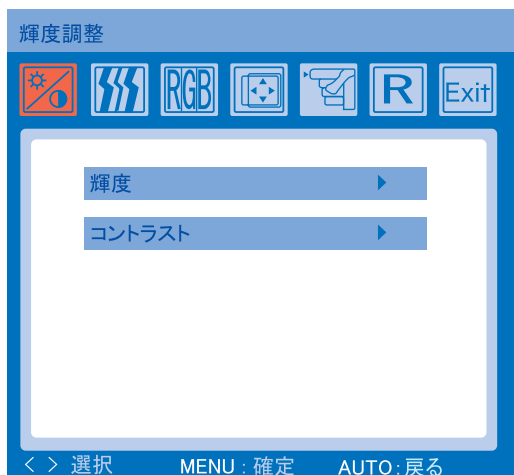 輝度調整
RGB R Exit
輝度
コントラスト
< > 選択 MENU : 確定 AUTO : 戻る